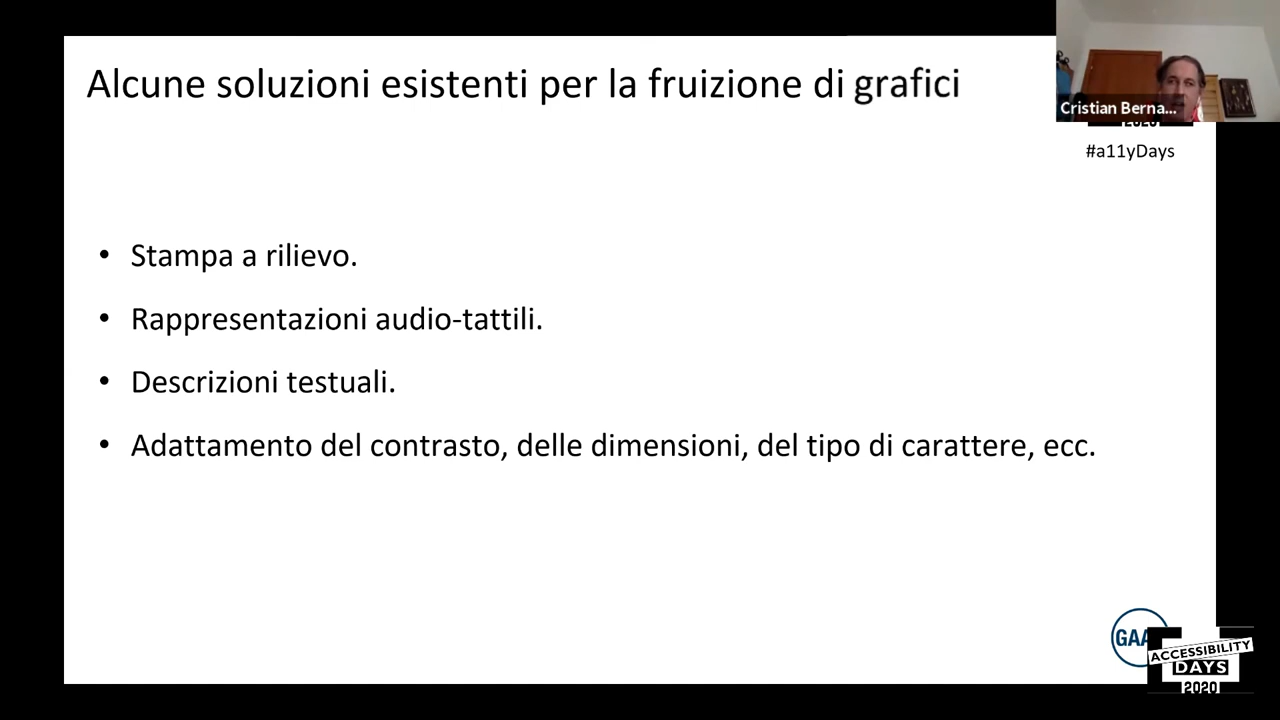 Alcune soluzioni esistenti per la fruizione di grafici
Cristian Berna...
2020
#a11yDays
• Stampa a rilievo.
• Rappresentazioni audio-tattili.
• Descrizioni testuali.
• Adattamento del contrasto, delle dimensioni, del tipo di carattere, ecc.
ACCESSIBILITY
DAYS
2020